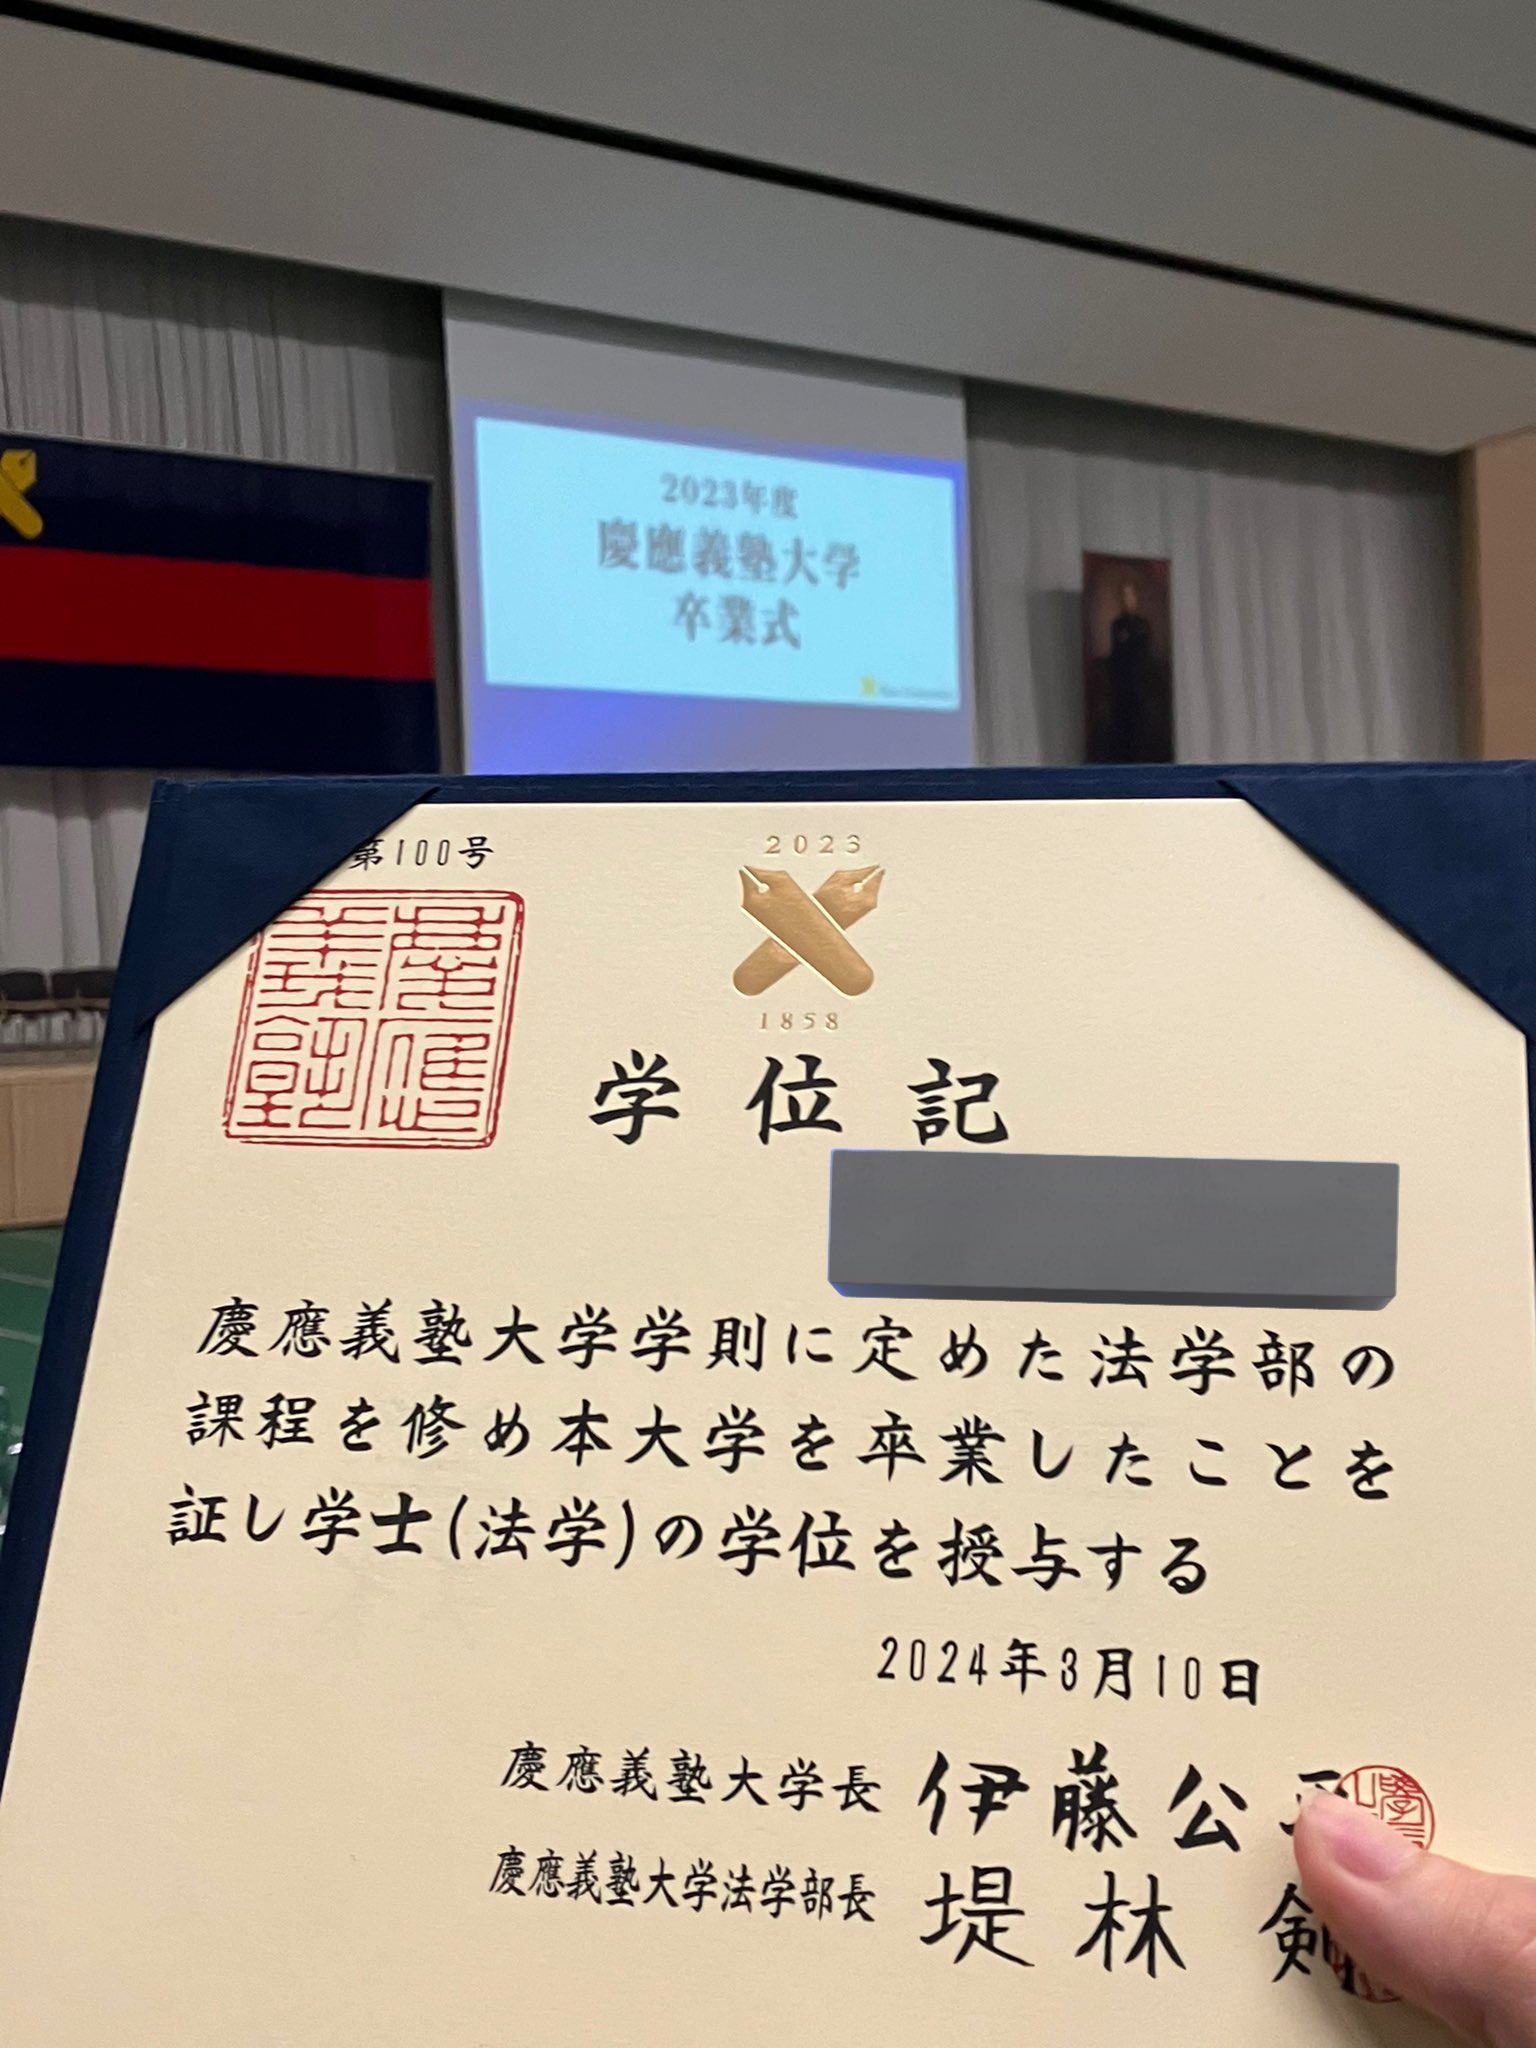 2023年度
慶應義塾大学
卒業式
第100号
2023
1858
学位記
慶應義塾大学学則に定めた法学部の
課程を修め本大学を卒業したことを
証し学士(法学)の学位を授与する
2024年3月10日
慶應義塾大学長 伊藤公
慶應義塾大学法学部長 堤林 剣